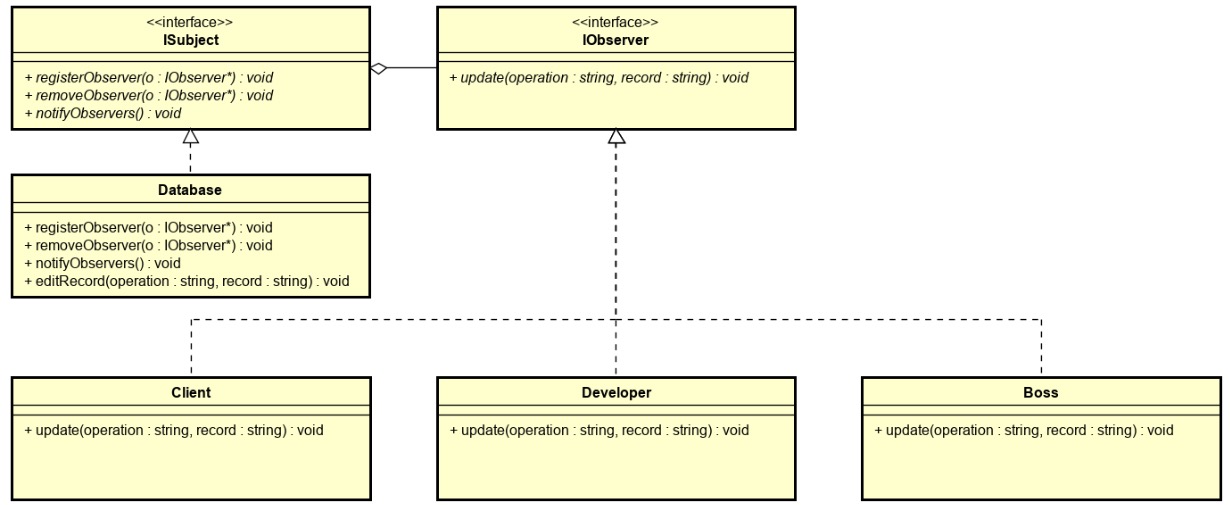 <<interface>>
ISubject
+ registerObserver(o : IObserver*) : void
+ removeObserver(o : IObserver*) : void
+ notifyObservers() : void
<<interface>>
IObserver
+ update(operation : string, record : string) : void
Database
+ registerObserver(o : IObserver*) : void
+ removeObserver(o : IObserver*) : void
+ notifyObservers() : void
+ editRecord(operation : string, record : string) : void
Client
+ update(operation : string, record : string) : void
Developer
+ update(operation : string, record : string) : void
Boss
+ update(operation : string, record : string) : void